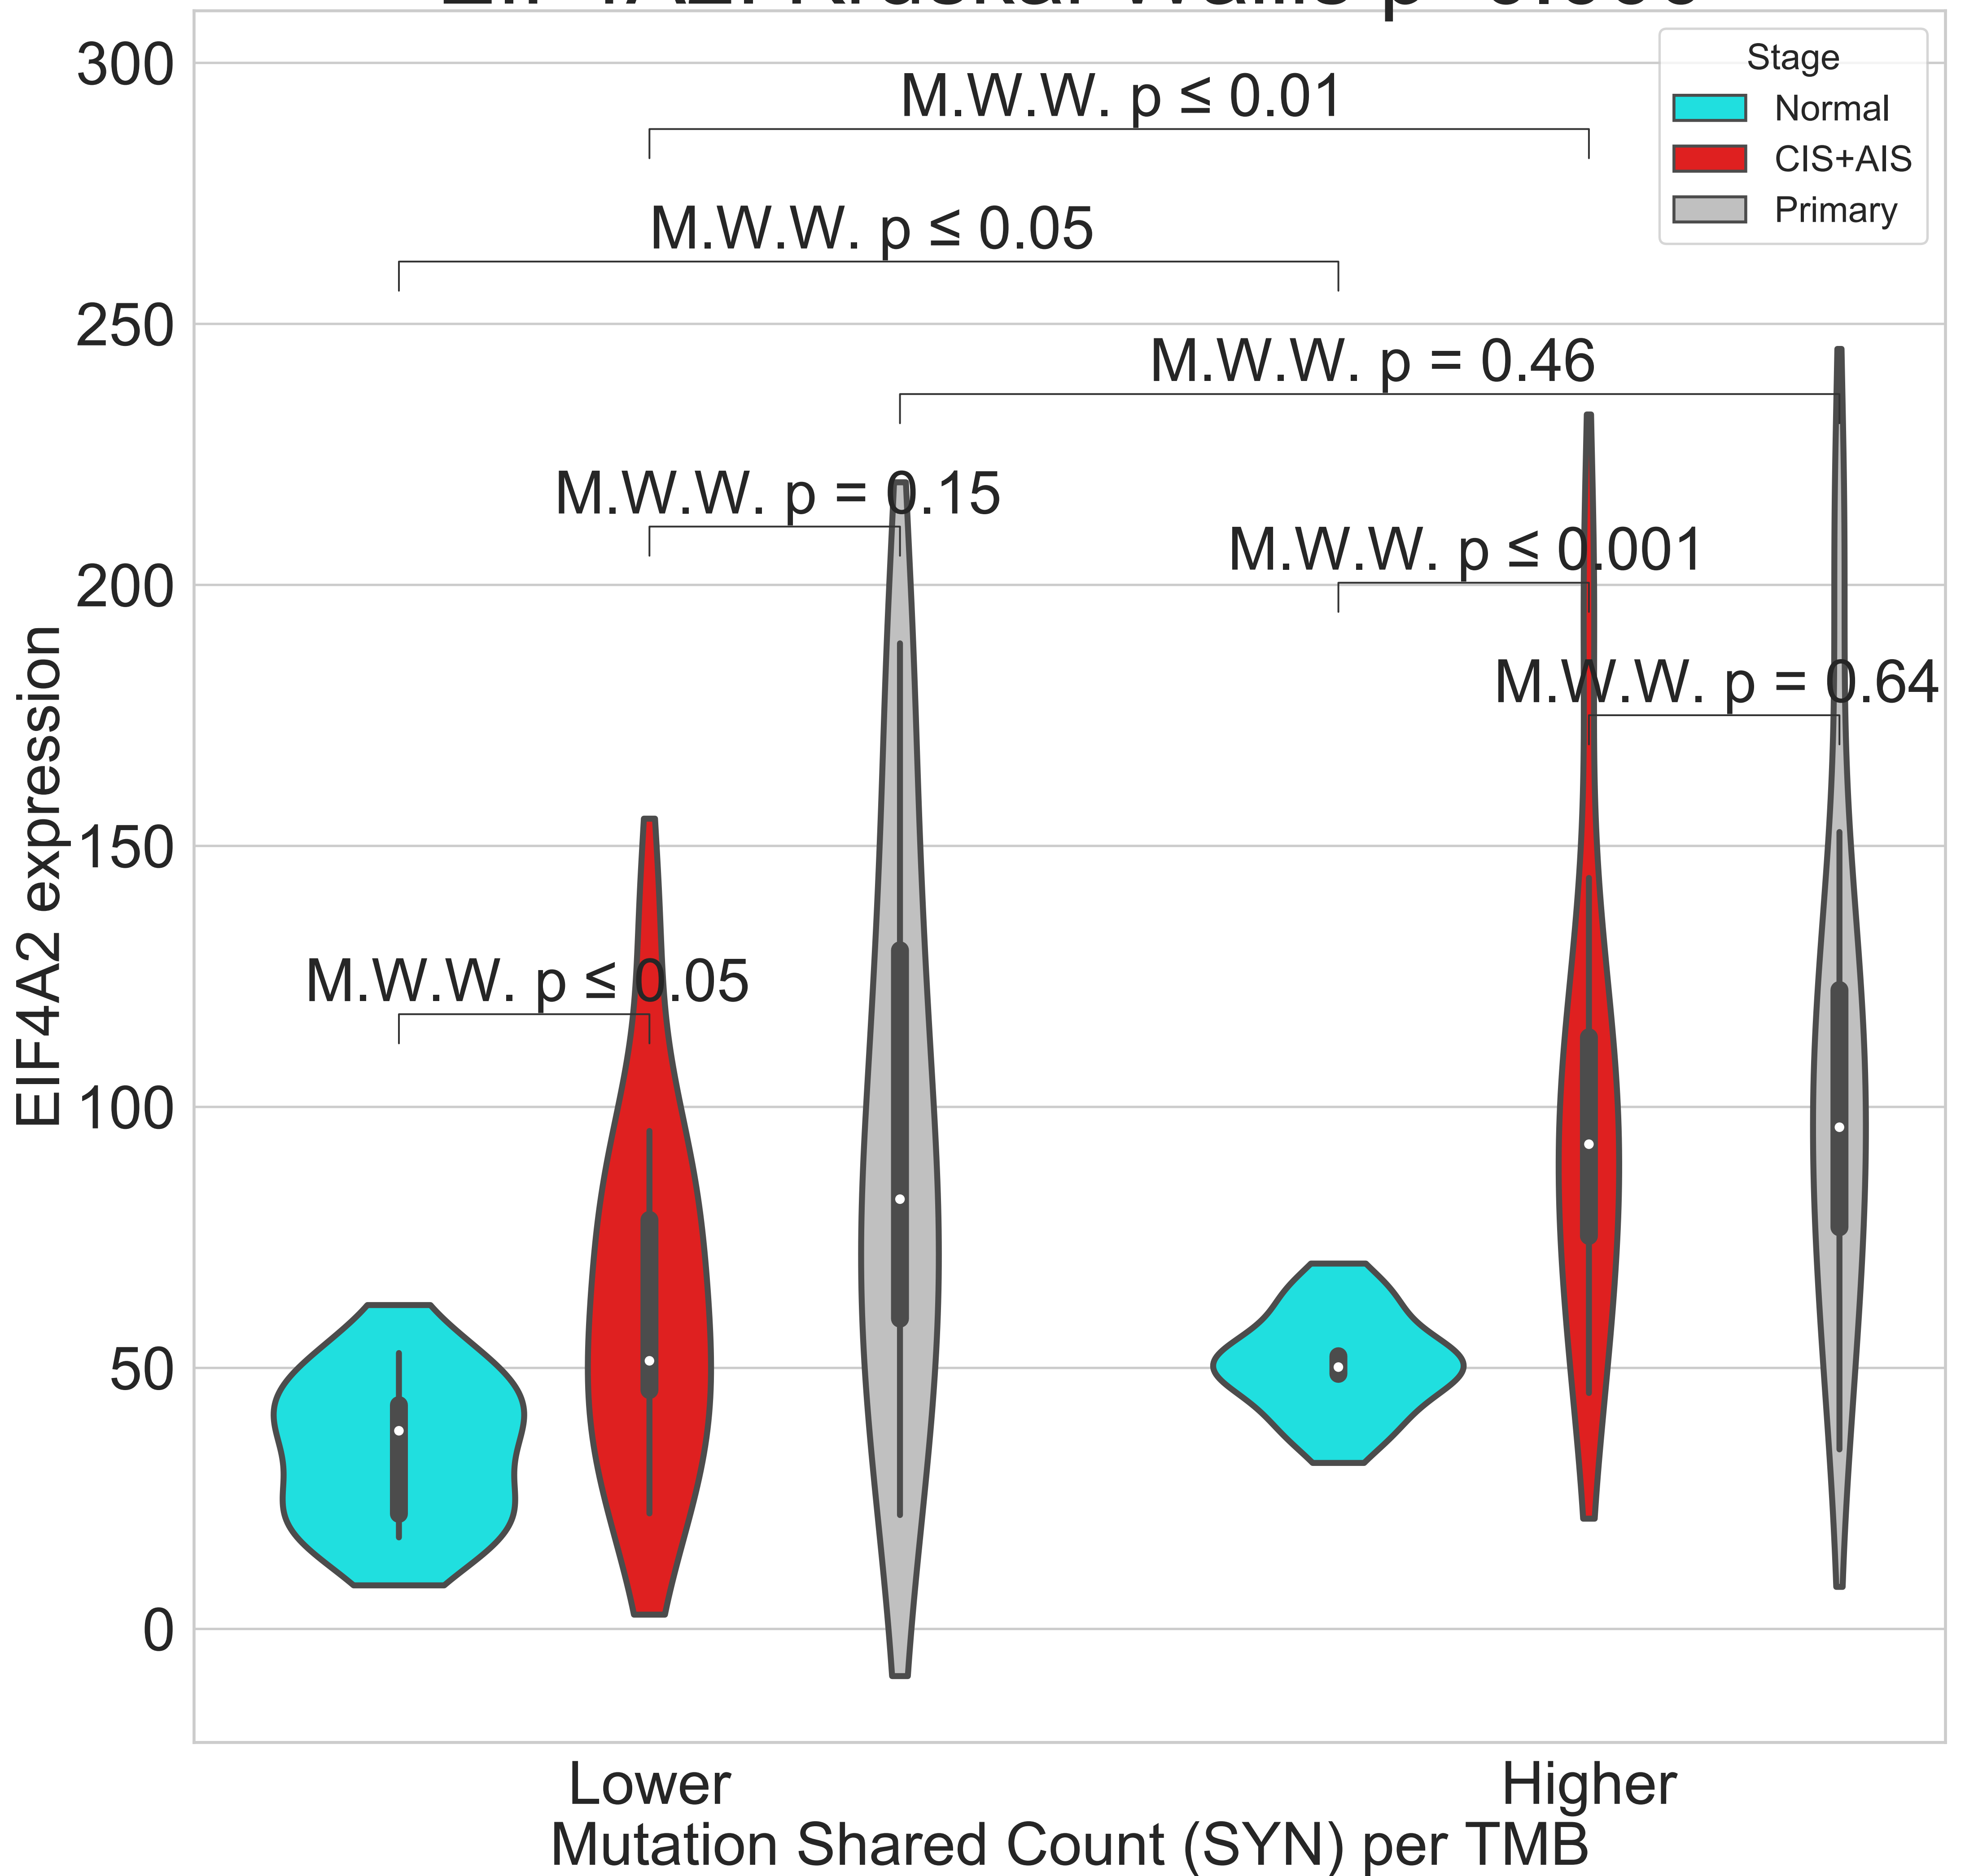 300
250
200
150
100
50
0
EIF4A2 expression
M.W.W. p ≤ 0.01
M.W.W. p ≤ 0.05
M.W.W. p = 0.46
M.W.W. p = 0.15
M.W.W. p ≤ 0.001
M.W.W. p = 0.64
M.W.W. p ≤ 0.05
Stage
Normal
CIS+AIS
Primary
Lower
Higher
Mutation Shared Count (SYN) per TMB